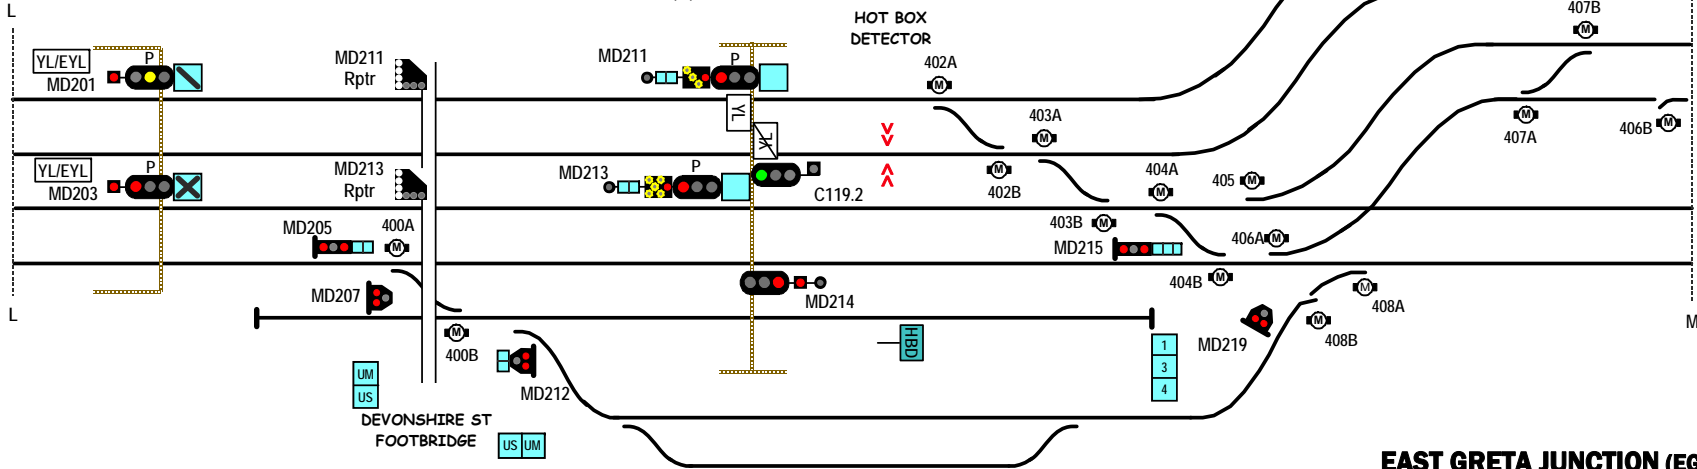 L
HOT BOX
DETECTOR
407B
M
YL/EYL
P
MD201
MD211
Rptr
MD211
P
402A
M
YL
403A
M
407A
M
406B
M
YL
YL/EYL
P
MD203
MD213
Rptr
MD213
P
C119.2
402B
M
404A
M
405
M
MD205
400A
M
403B
M
MD215
406A
M
404B
M
MD207
MD214
L
400B
M
HBD
MD219
408A
M
408B
M
M
1
3
4
UM
US
MD212
DEVONSHIRE ST
FOOTBRIDGE
US UM
EAST GRETA JUNCTION (EG